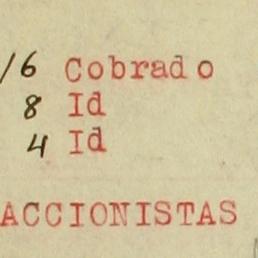 /6 Cobrado
8 Id
4 Id
ACCIONISTAS